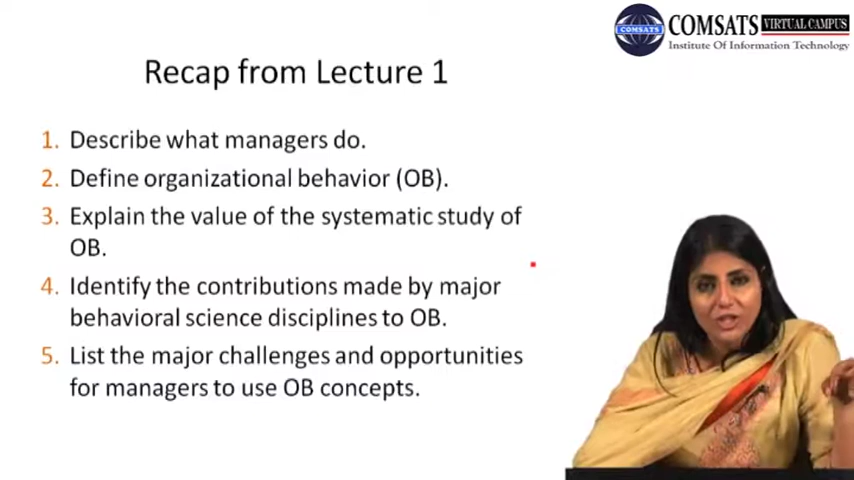 COMSATS VIRTUAL CAMPUS
COMSATS
Institute Of Information Technology
Recap from Lecture 1
1. Describe what managers do.
2. Define organizational behavior (OB).
3. Explain the value of the systematic study of
OB.
4. Identify the contributions made by major
behavioral science disciplines to OB.
5. List the major challenges and opportunities
for managers to use OB concepts.